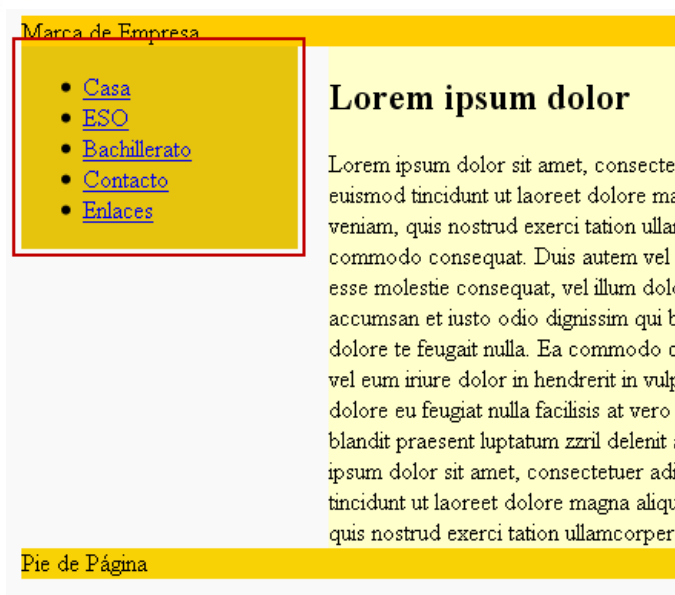 Marca de Empresa
Casa
ESO
Bachillerato
Contacto
Enlaces
Lorem ipsum dolor
Lorem ipsum dolor sit amet, consecte
euismod tincidunt ut laoreet dolore ma
veniam, quis nostrud exerci tation ullar
commodo consequat. Duis autem vel
esse molestie consequat, vel illum dol
accumsan et iusto odio dignissim qui b
dolore te feugait nulla. Ea commodo c
vel eum iriure dolor in hendrerit in vulp
dolore eu feugiat nulla facilisis at vero
blandit praesent luptatum zzril delenit
ipsum dolor sit amet, consectetuer adi
tincidunt ut laoreet dolore magna aliqu
quis nostrud exerci tation ullamcorper
Pie de Página